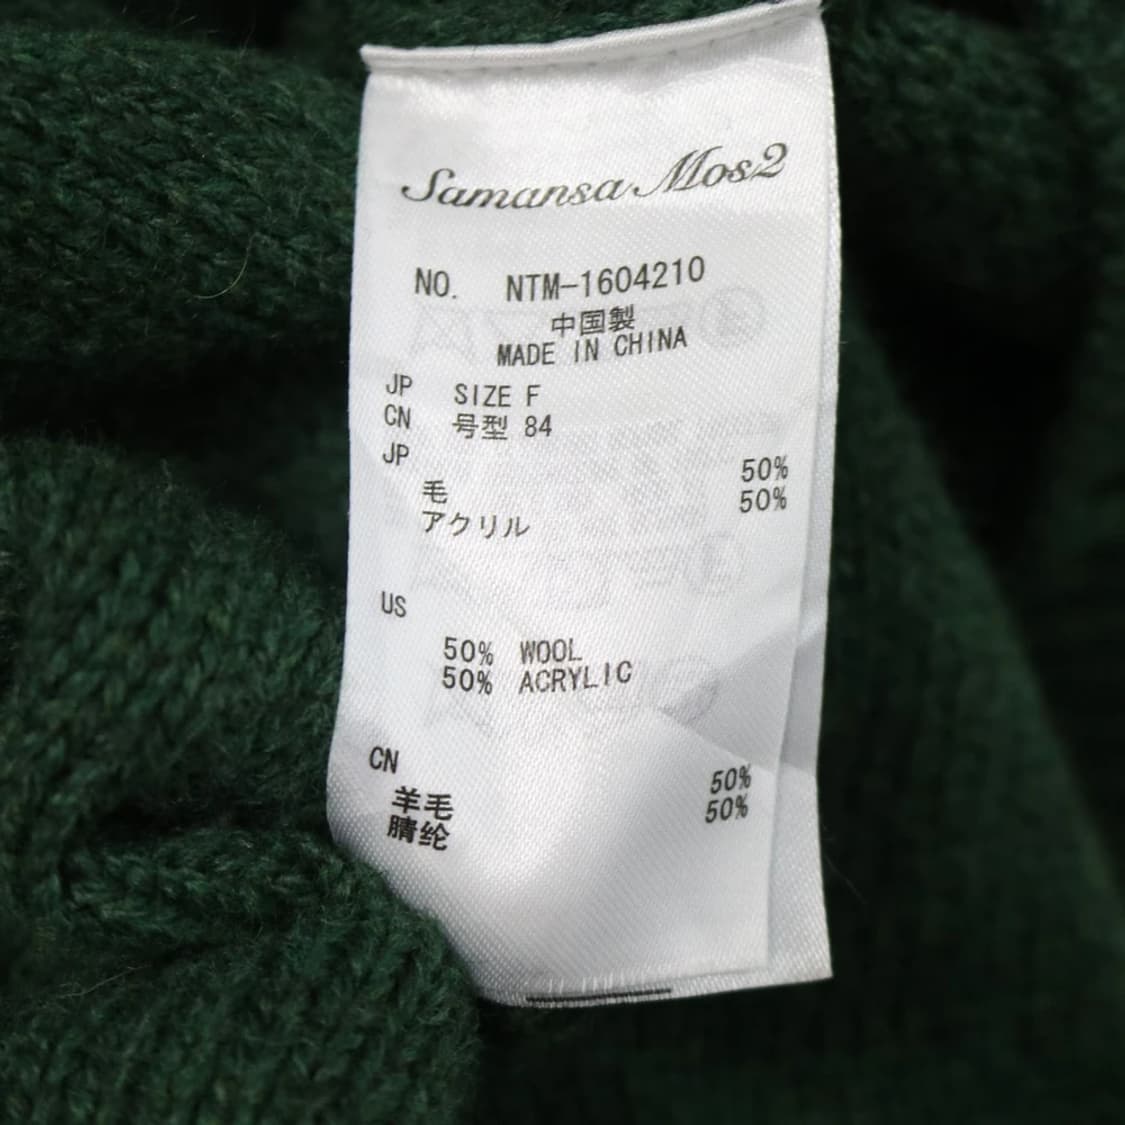 Samansa Mos2
NO. NTM-1604210
中国製
MADE IN CHINA
JP SIZE F
CN 号型 84
JP
毛 50%
アクリル 50%
US
50% WOOL
50% ACRYLIC
CN
羊毛 50%
腈纶 50%